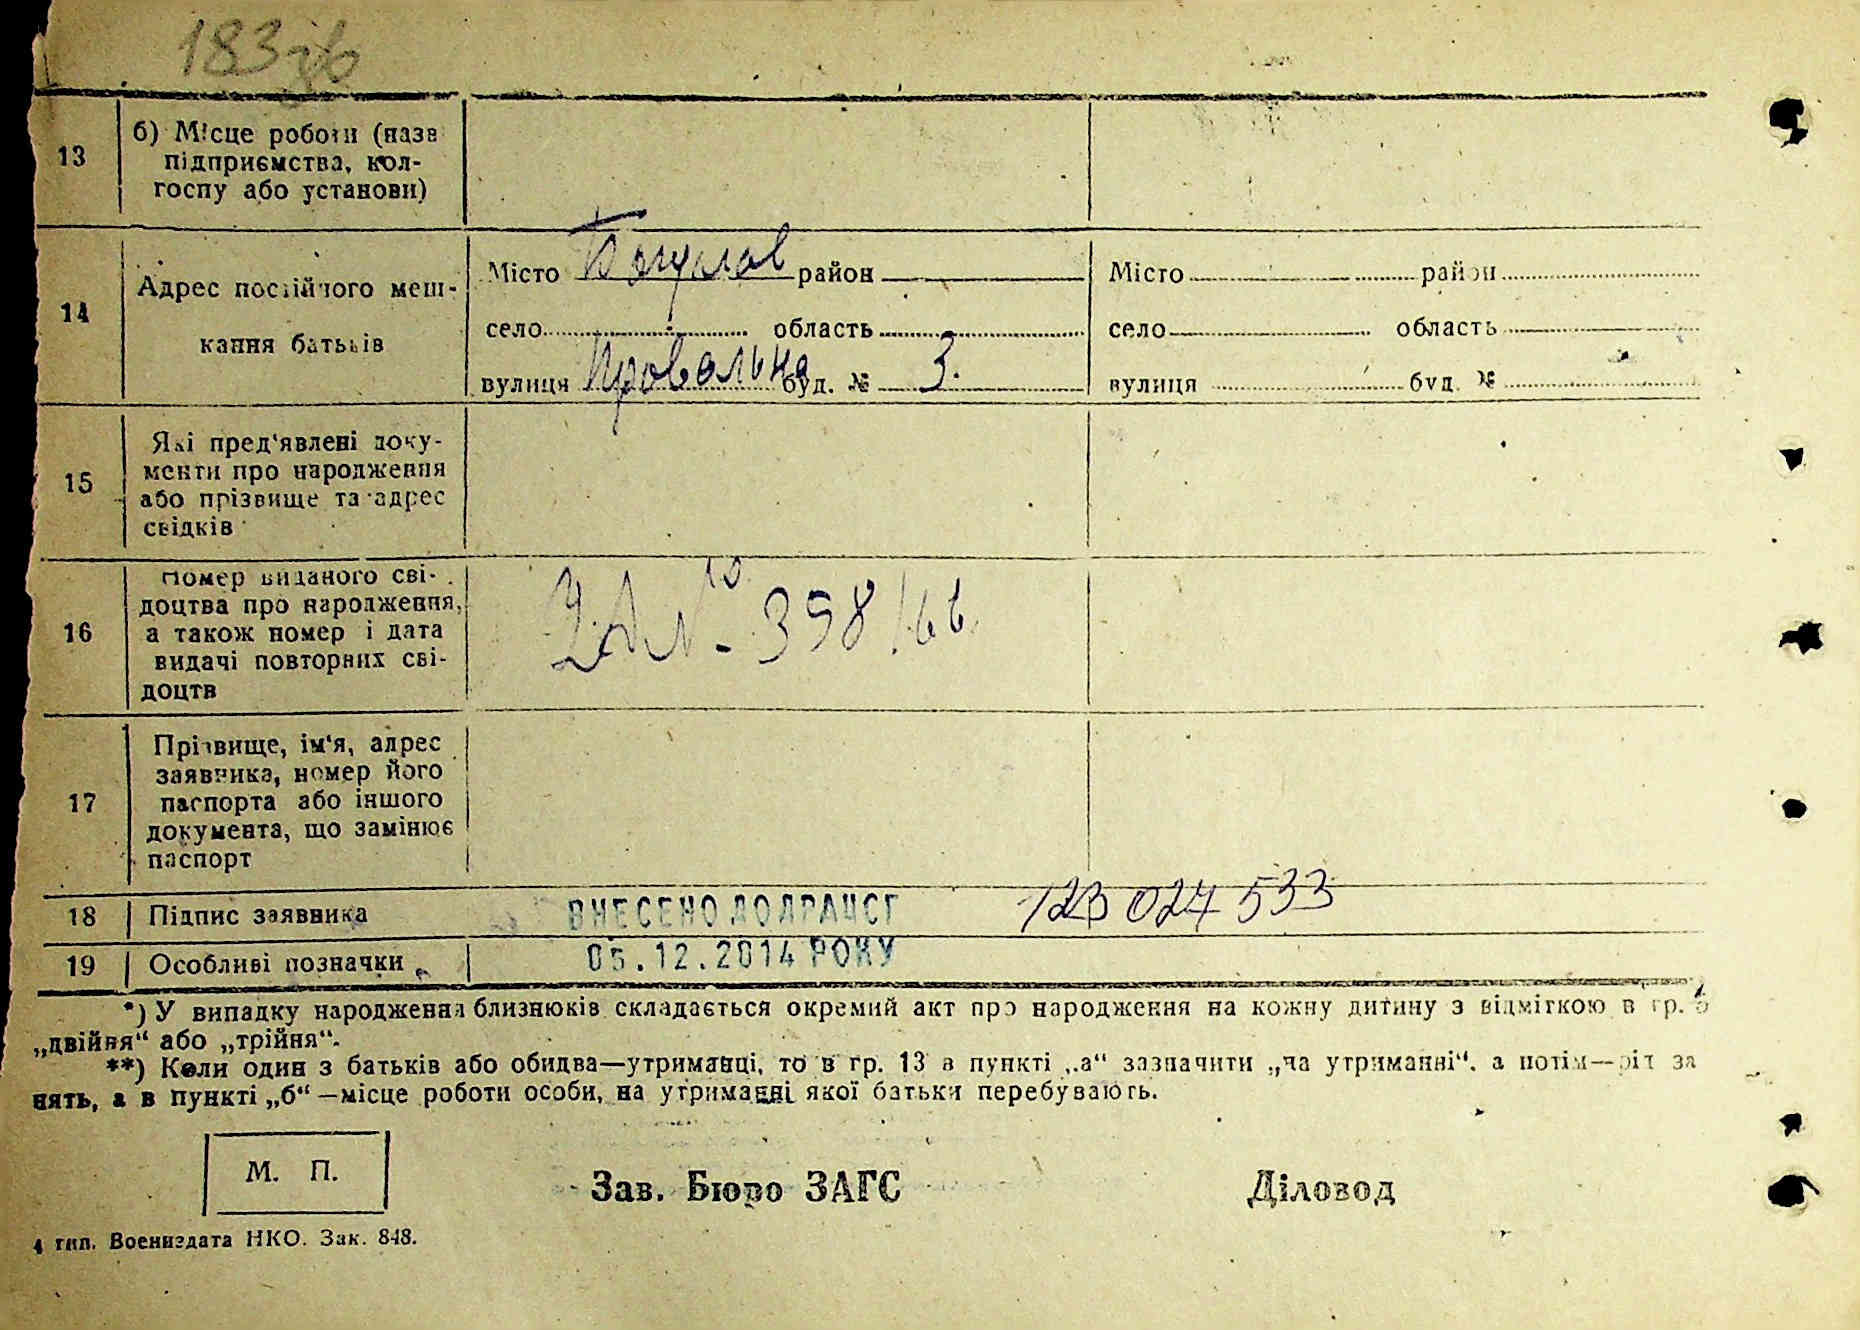 183зв
13
б) Місце роботи (назв
підприємства, кол-
госпу або установи)
14
Адрес постійного меш-
кання батьків
Місто Богуслав район
село область
вулиця Провальна буд. № 3.
Місто район
село область
вулиця буд. №
15
Які пред'явлені доку-
менти про народження
або прізвище та адрес
свідків
16
Номер виданого сві-
доцтва про народження,
а також номер і дата
видачі повторних сві-
доцтв
№ 398166
17
Прізвище, ім'я, адрес
заявника, номер його
паспорта або іншого
документа, що замінює
паспорт
18 Підпис заявника
ВНЕСЕНО ДО ДРАЦСГ 123 024 533
19 Особливі позначки
05.12.2014 РОКУ
*) У випадку народження близнюків складається окремий акт про народження на кожну дитину з відміткою в гр. 5
„двійня“ або „трійня“.
**) Коли один з батьків або обидва—утриманці, то в гр. 13 в пункті „а“ зазначити „на утриманні“, а потім—рід за
нять, а в пункті „б“ —місце роботи особи, на утриманні якої батьки перебувають.
М. П.
Зав. Бюро ЗАГС Діловод
4 тип. Воениздата НКО. Зак. 848.